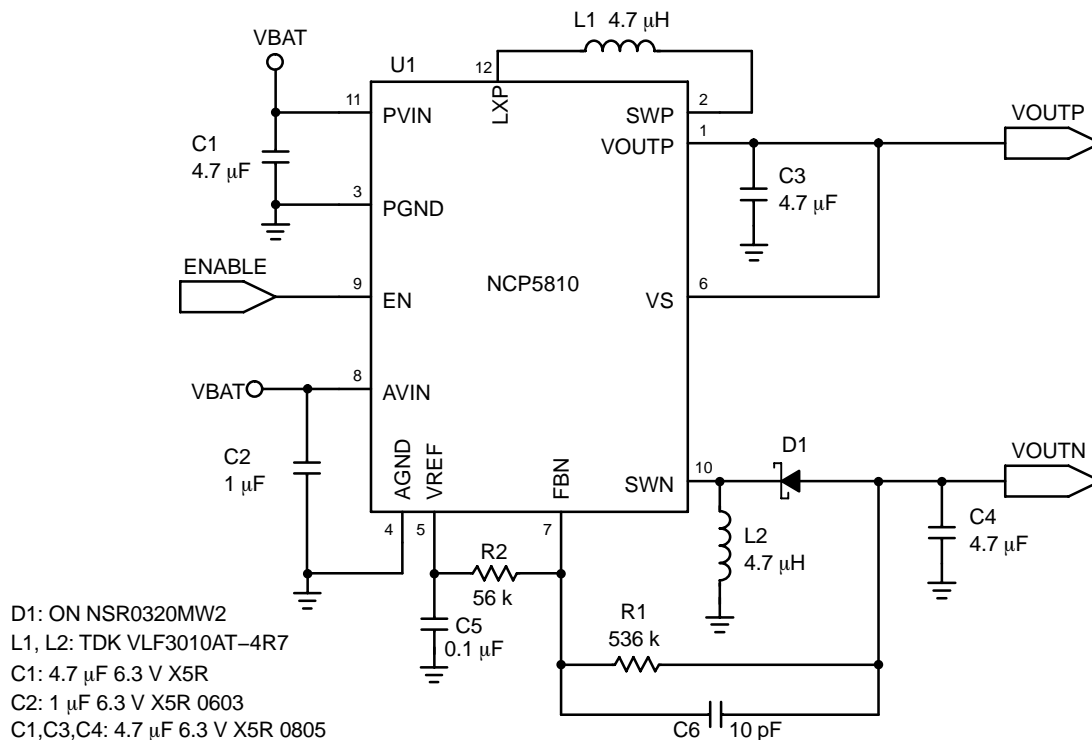 L1 4.7 μH
VBAT
U1
12
LXP
11
PVIN
SWP
2
VOUTP
1
VOUTP
C1
4.7 μF
3
PGND
C3
4.7 μF
ENABLE
9
EN
NCP5810
VS
6
VBAT
8
AVIN
C2
1 μF
AGND
VREF
FBN
SWN
10
D1
VOUTN
4
5
7
L2
4.7 μH
C4
4.7 μF
R2
56 k
C5
0.1 μF
R1
536 k
C6
10 pF
D1: ON NSR0320MW2
L1, L2: TDK VLF3010AT−4R7
C1: 4.7 μF 6.3 V X5R
C2: 1 μF 6.3 V X5R 0603
C1,C3,C4: 4.7 μF 6.3 V X5R 0805